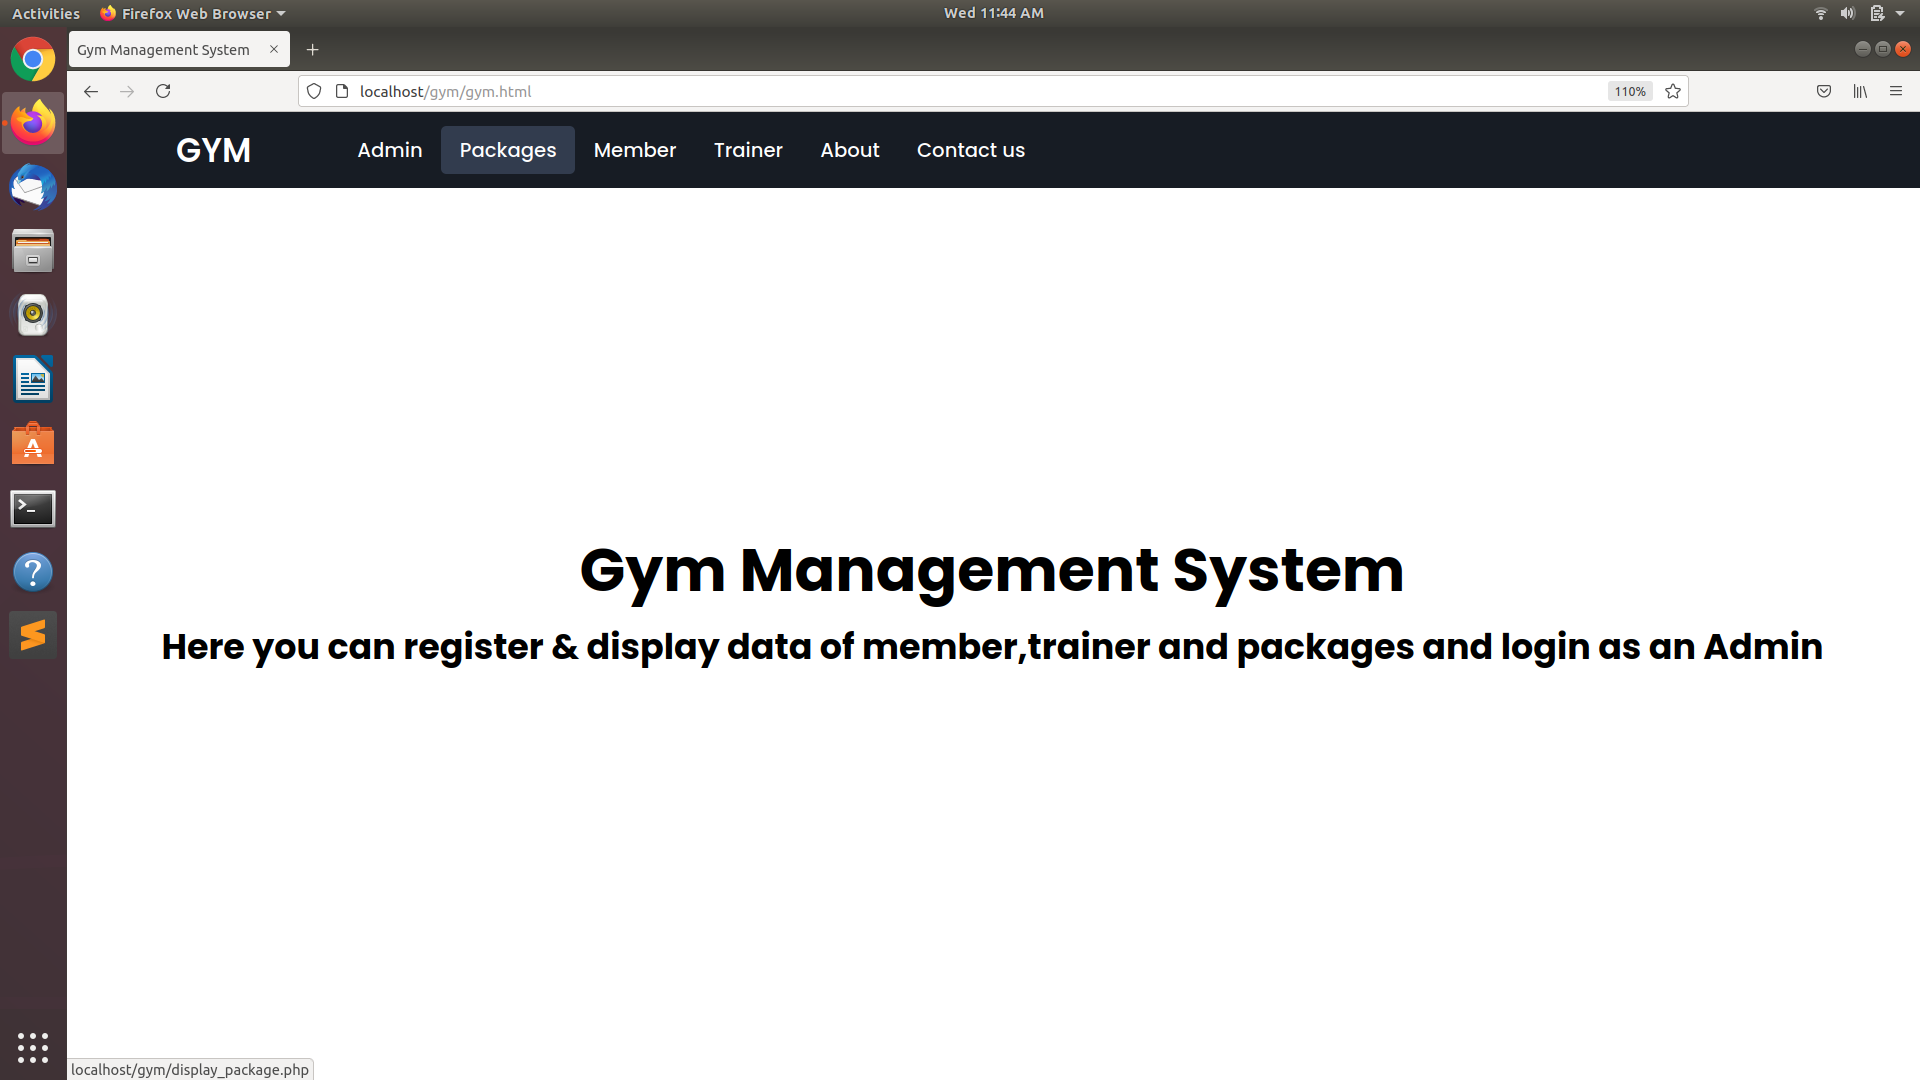 Activities Firefox Web Browser Wed 11:44 AM
Gym Management System
localhost/gym/gym.html 110%
GYM Admin Packages Member Trainer About Contact us
Gym Management System
Here you can register & display data of member,trainer and packages and login as an Admin
localhost/gym/display_package.php